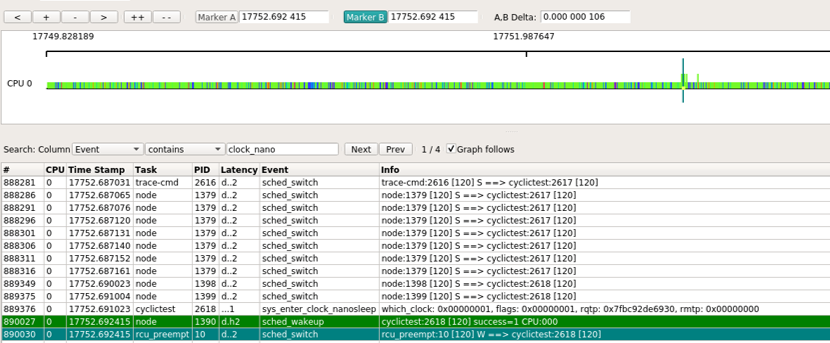 < + - > ++ - - Marker A 17752.692 415 Marker B 17752.692 415 A,B Delta: 0.000 000 106
17749.828189 17751.987647
CPU 0
Search: Column Event contains clock_nano Next Prev 1 / 4 Graph follows
# CPU Time Stamp Task PID Latency Event Info
888281 0 17752.687031 trace-cmd 2616 d..2 sched_switch trace-cmd:2616 [120] S ==> cyclictest:2617 [120]
888286 0 17752.687065 node 1379 d..2 sched_switch node:1379 [120] S ==> cyclictest:2617 [120]
888291 0 17752.687076 node 1379 d..2 sched_switch node:1379 [120] S ==> cyclictest:2617 [120]
888296 0 17752.687120 node 1379 d..2 sched_switch node:1379 [120] S ==> cyclictest:2617 [120]
888301 0 17752.687131 node 1379 d..2 sched_switch node:1379 [120] S ==> cyclictest:2617 [120]
888306 0 17752.687140 node 1379 d..2 sched_switch node:1379 [120] S ==> cyclictest:2617 [120]
888311 0 17752.687152 node 1379 d..2 sched_switch node:1379 [120] S ==> cyclictest:2617 [120]
888316 0 17752.687161 node 1379 d..2 sched_switch node:1379 [120] S ==> cyclictest:2617 [120]
889349 0 17752.690023 node 1398 d..2 sched_switch node:1398 [120] S ==> cyclictest:2618 [120]
889375 0 17752.691004 node 1399 d..2 sched_switch node:1399 [120] S ==> cyclictest:2618 [120]
889376 0 17752.691023 cyclictest 2618 ...1 sys_enter_clock_nanosleep which_clock: 0x00000001, flags: 0x00000001, rqtp: 0x7fbc92de6930, rmtp: 0x00000000
890027 0 17752.692415 node 1390 d.h2 sched_wakeup cyclictest:2618 [120] success=1 CPU:000
890030 0 17752.692415 rcu_preempt 10 d..2 sched_switch rcu_preempt:10 [120] W ==> cyclictest:2618 [120]